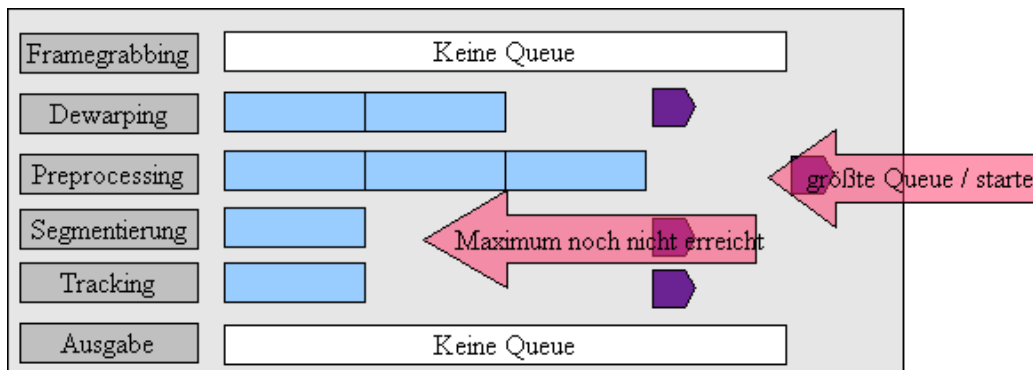 Framegrabbing Keine Queue
Dewarping
Preprocessing größte Queue / starte
Segmentierung Maximum noch nicht erreicht
Tracking
Ausgabe Keine Queue